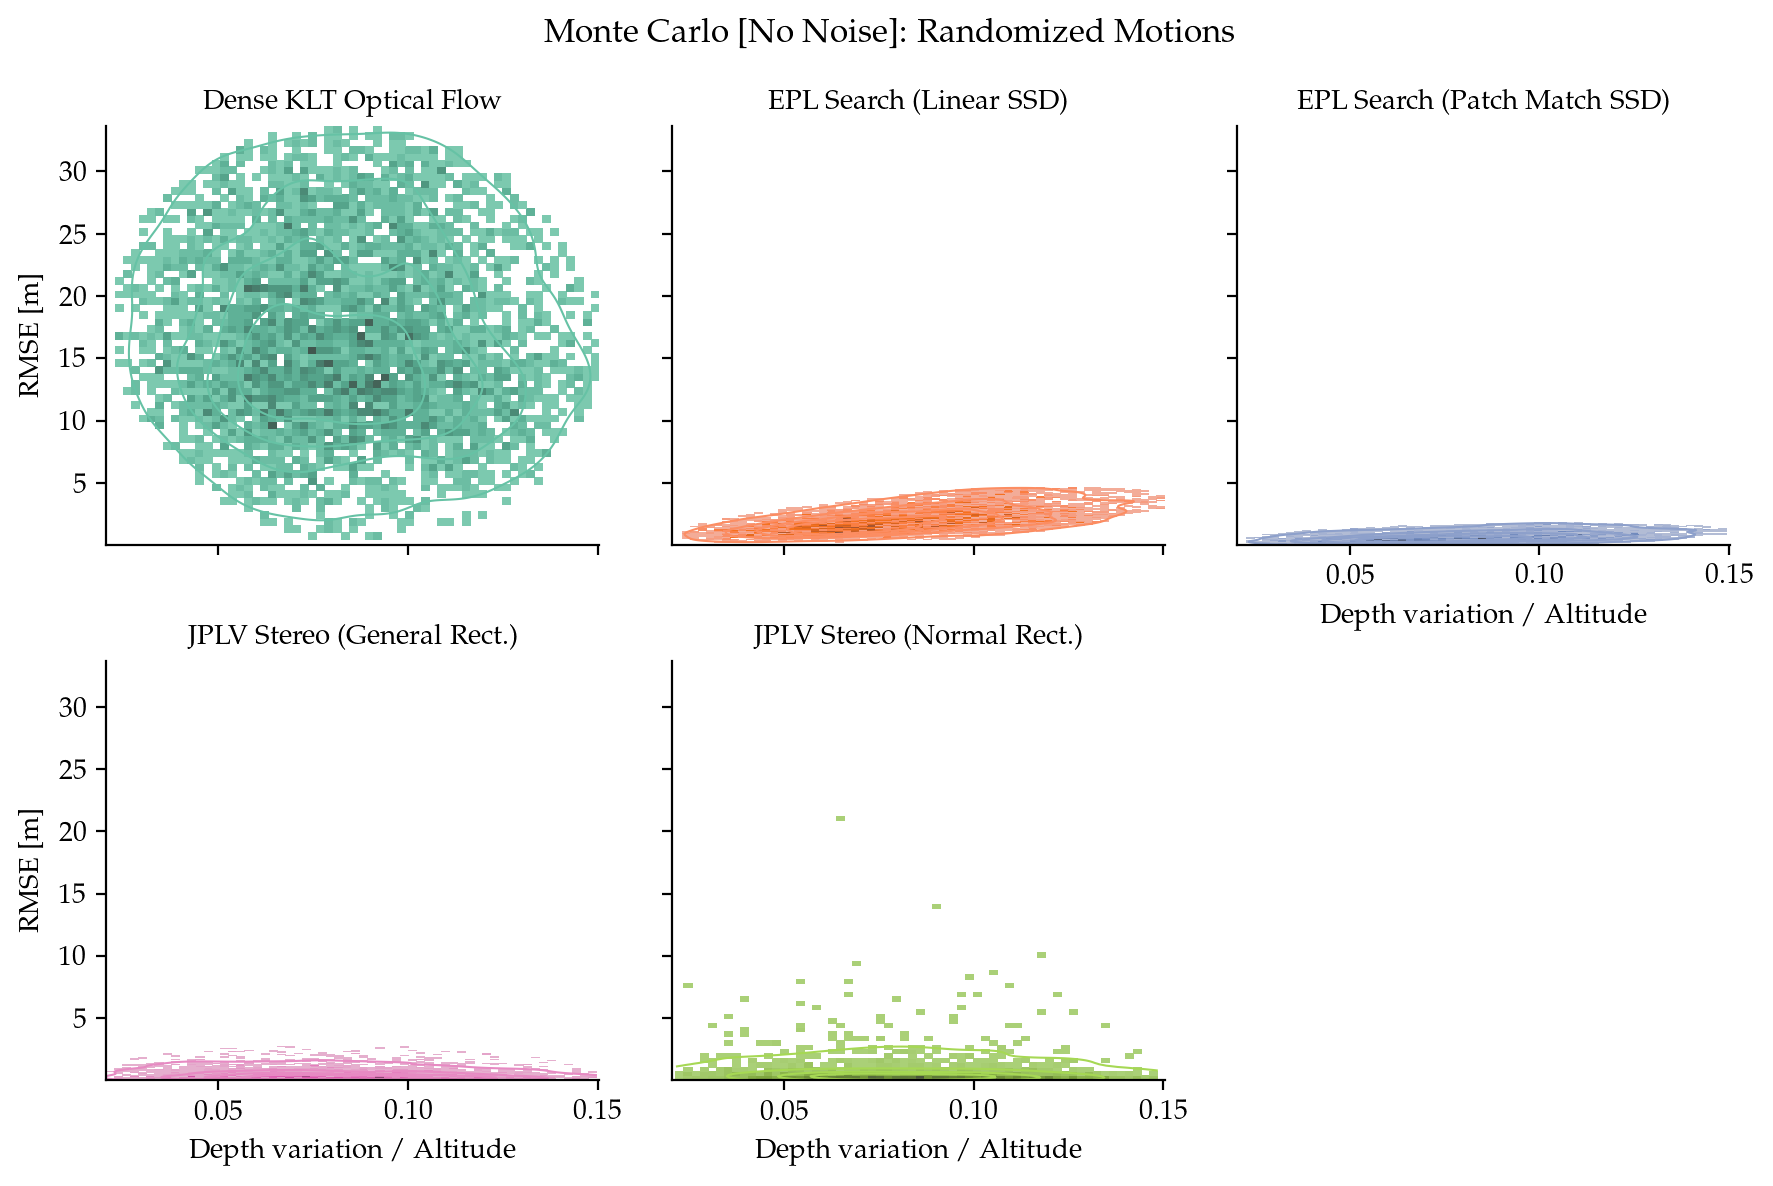 Monte Carlo [No Noise]: Randomized Motions
Dense KLT Optical Flow
EPL Search (Linear SSD)
EPL Search (Patch Match SSD)
RMSE [m]
30
25
20
15
10
5
0.05 0.10 0.15
Depth variation / Altitude
JPLV Stereo (General Rect.)
JPLV Stereo (Normal Rect.)
RMSE [m]
30
25
20
15
10
5
0.05 0.10 0.15
Depth variation / Altitude
0.05 0.10 0.15
Depth variation / Altitude